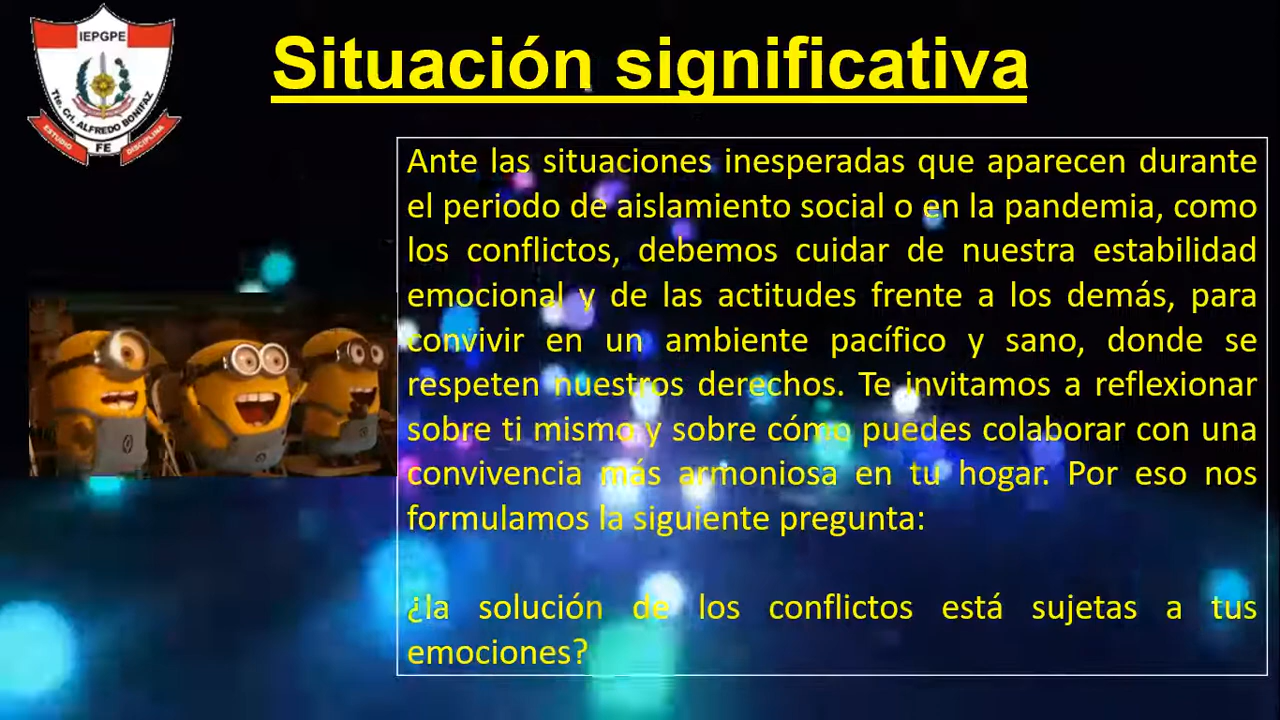 IEPGPE
Tte. Crl. ALFREDO BONIFAZ
ESTUDIO
FE
DISCIPLINA
Situación significativa
Ante las situaciones inesperadas que aparecen durante
el periodo de aislamiento social o en la pandemia, como
los conflictos, debemos cuidar de nuestra estabilidad
emocional y de las actitudes frente a los demás, para
convivir en un ambiente pacífico y sano, donde se
respeten nuestros derechos. Te invitamos a reflexionar
sobre ti mismo y sobre cómo puedes colaborar con una
convivencia más armoniosa en tu hogar. Por eso nos
formulamos la siguiente pregunta:
¿la solución de los conflictos está sujetas a tus
emociones?